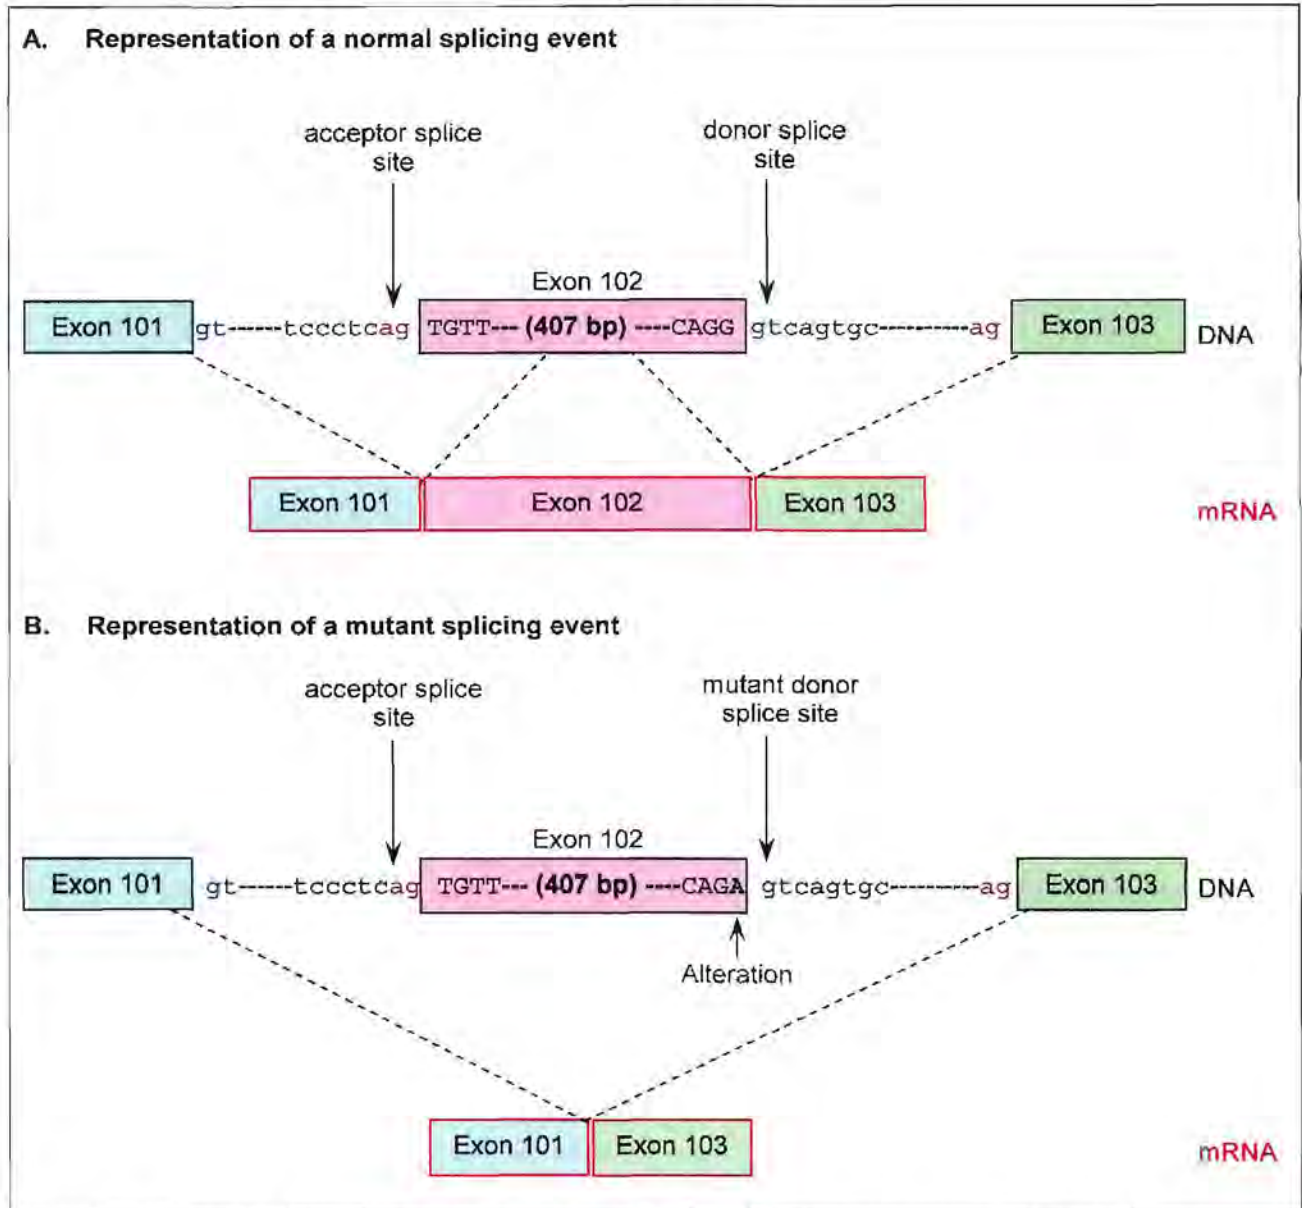 A. Representation of a normal splicing event
acceptor splice
site
donor splice
site
Exon 102
Exon 101 gt------tccctcag TGTT--- (407 bp) ----CAGG gtcagtgc----------ag Exon 103 DNA
Exon 101 Exon 102 Exon 103 mRNA
B. Representation of a mutant splicing event
acceptor splice
site
mutant donor
splice site
Exon 102
Exon 101 gt-----tccctcag TGTT--- (407 bp) ----CAGA gtcagtgc---------ag Exon 103 DNA
Alteration
Exon 101 Exon 103 mRNA